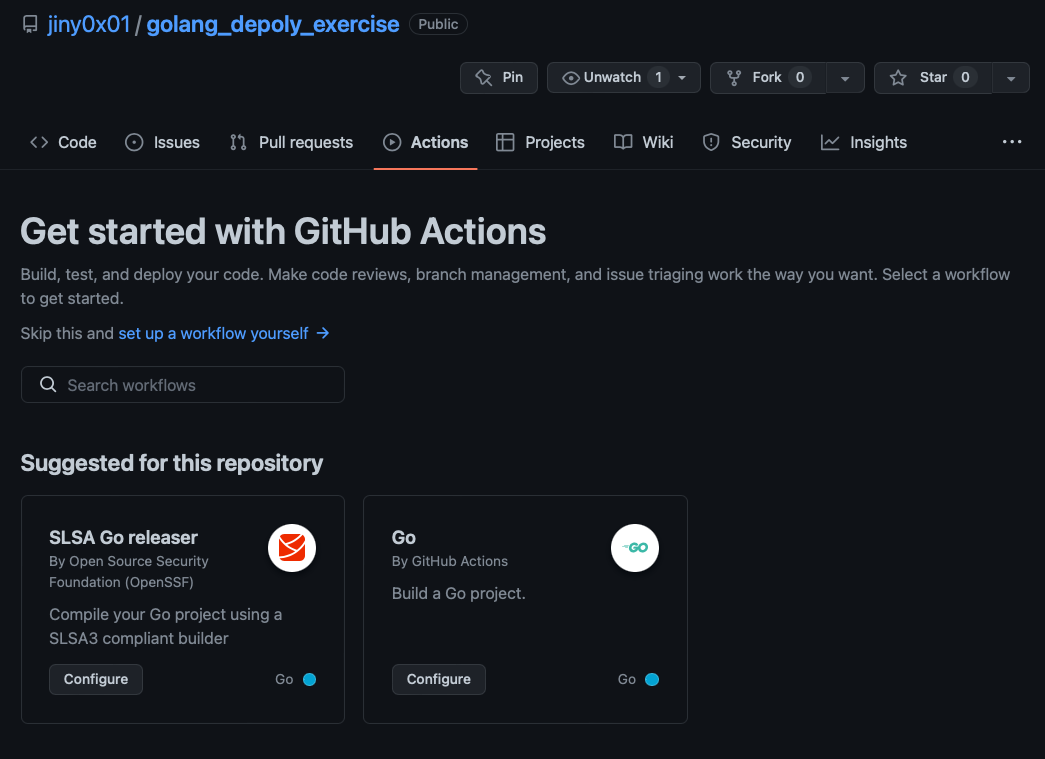 jiny0x01 / golang_depoly_exercise Public
Pin Unwatch 1 Fork 0 Star 0
Code Issues Pull requests Actions Projects Wiki Security Insights ...
Get started with GitHub Actions
Build, test, and deploy your code. Make code reviews, branch management, and issue triaging work the way you want. Select a workflow
to get started.
Skip this and set up a workflow yourself →
Search workflows
Suggested for this repository
SLSA Go releaser
By Open Source Security
Foundation (OpenSSF)
Compile your Go project using a
SLSA3 compliant builder
Configure Go
Go
By GitHub Actions
GO
Build a Go project.
Configure Go